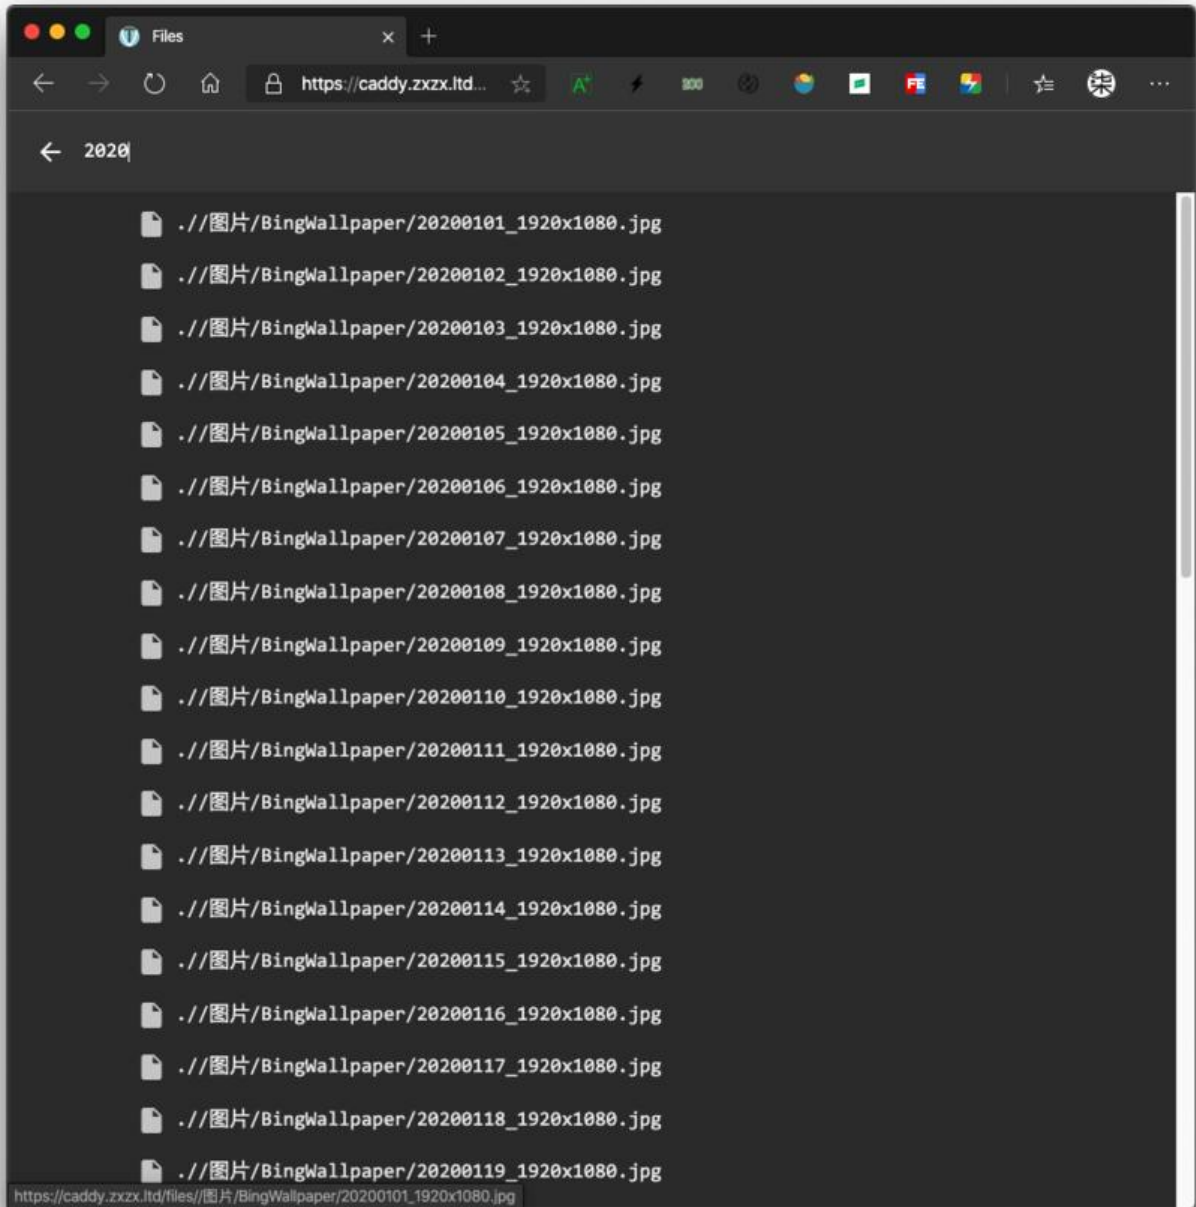 Files
https://caddy.zxzx.ltd...
2020
.//图片/BingWallpaper/20200101_1920x1080.jpg
.//图片/BingWallpaper/20200102_1920x1080.jpg
.//图片/BingWallpaper/20200103_1920x1080.jpg
.//图片/BingWallpaper/20200104_1920x1080.jpg
.//图片/BingWallpaper/20200105_1920x1080.jpg
.//图片/BingWallpaper/20200106_1920x1080.jpg
.//图片/BingWallpaper/20200107_1920x1080.jpg
.//图片/BingWallpaper/20200108_1920x1080.jpg
.//图片/BingWallpaper/20200109_1920x1080.jpg
.//图片/BingWallpaper/20200110_1920x1080.jpg
.//图片/BingWallpaper/20200111_1920x1080.jpg
.//图片/BingWallpaper/20200112_1920x1080.jpg
.//图片/BingWallpaper/20200113_1920x1080.jpg
.//图片/BingWallpaper/20200114_1920x1080.jpg
.//图片/BingWallpaper/20200115_1920x1080.jpg
.//图片/BingWallpaper/20200116_1920x1080.jpg
.//图片/BingWallpaper/20200117_1920x1080.jpg
.//图片/BingWallpaper/20200118_1920x1080.jpg
.//图片/BingWallpaper/20200119_1920x1080.jpg
https://caddy.zxzx.ltd/files//图片/BingWallpaper/20200101_1920x1080.jpg